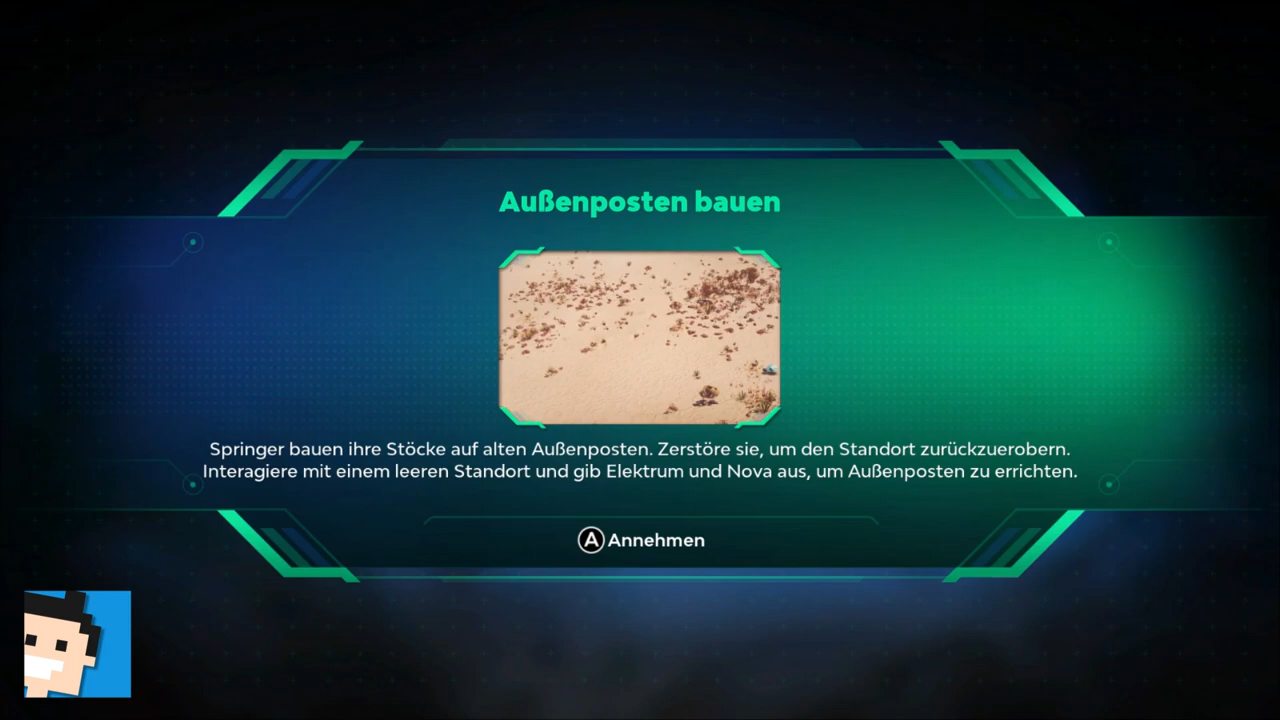 Außenposten bauen
Springer bauen ihre Stöcke auf alten Außenposten. Zerstöre sie, um den Standort zurückzuerobern.
Interagiere mit einem leeren Standort und gib Elektrum und Nova aus, um Außenposten zu errichten.
A Annehmen